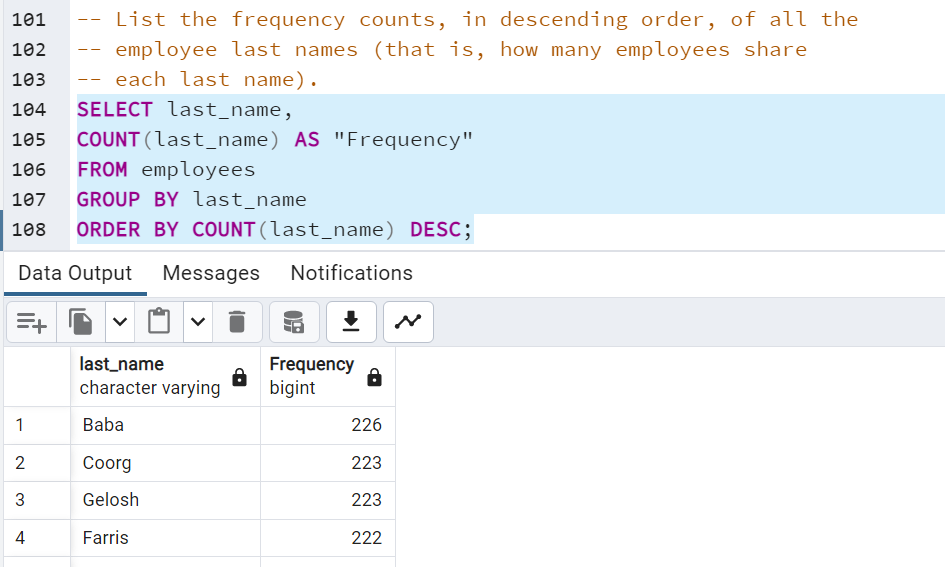 101 -- List the frequency counts, in descending order, of all the
102 -- employee last names (that is, how many employees share
103 -- each last name).
104 SELECT last_name,
105 COUNT(last_name) AS "Frequency"
106 FROM employees
107 GROUP BY last_name
108 ORDER BY COUNT(last_name) DESC;
Data Output Messages Notifications
last_name Frequency
character varying bigint
1 Baba 226
2 Coorg 223
3 Gelosh 223
4 Farris 222